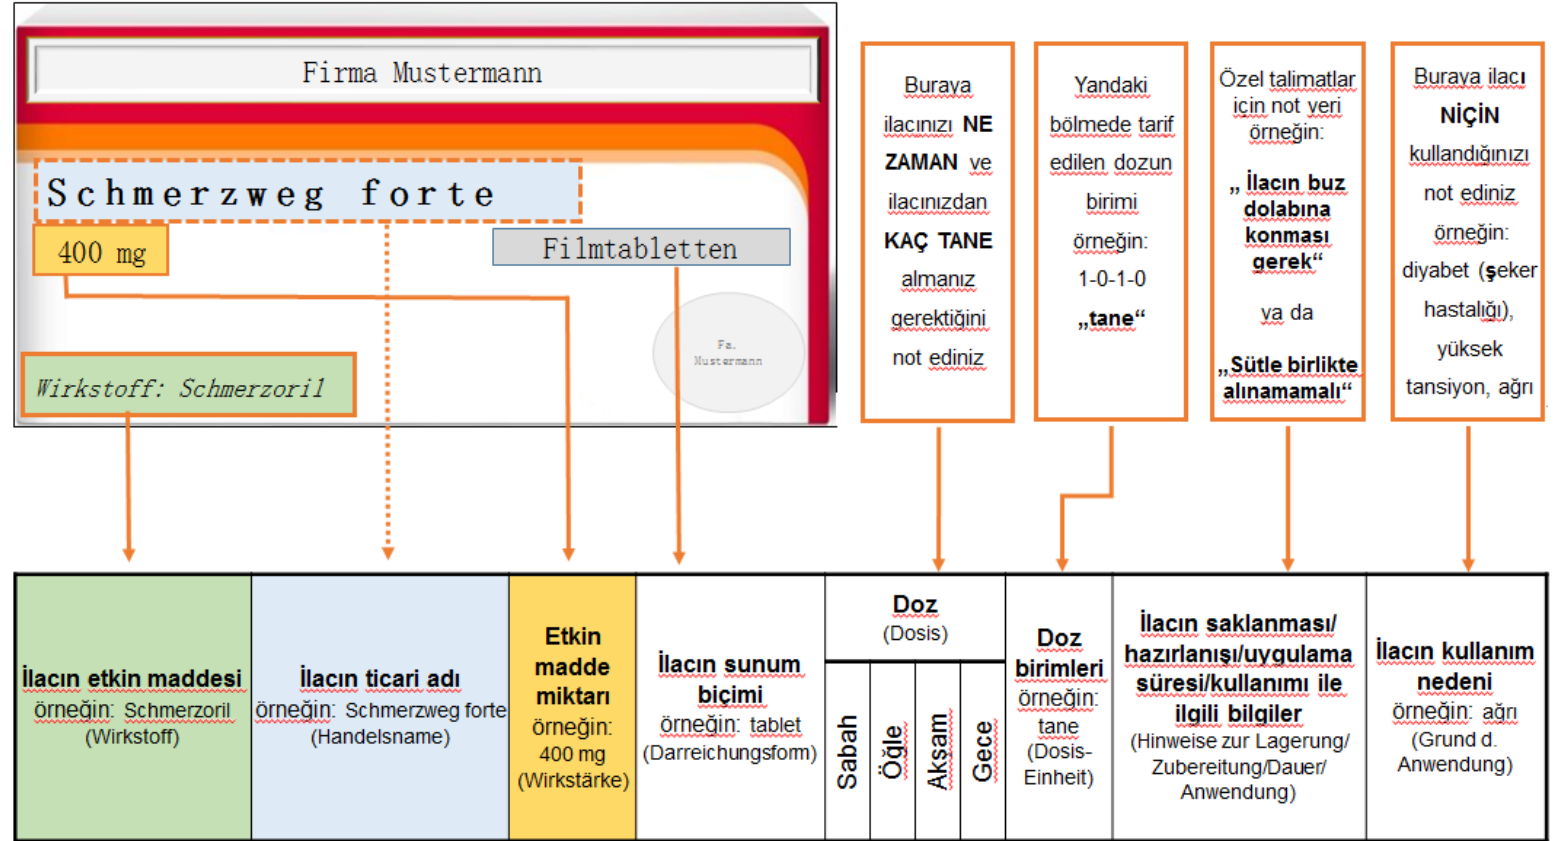 Firma Mustermann
Schmerzweg forte
400 mg
Filmtabletten
Fa.
Mustermann
Wirkstoff: Schmerzoril
Buraya
ilacınızı NE
ZAMAN ve
ilacınızdan
KAÇ TANE
almanız
gerektiğini
not ediniz
Yandaki
bölmede tarif
edilen dozun
birimi
örneğin:
1-0-1-0
„tane“
Özel talimatlar
için not yeri
örneğin:
„ İlacın buz
dolabına
konması
gerek“
ya da
„Sütle birlikte
alınamamalı“
Buraya ilacı
NİÇİN
kullandığınızı
not ediniz
örneğin:
diyabet (şeker
hastalığı),
yüksek
tansiyon, ağrı
İlacın etkin maddesi
örneğin: Schmerzoril
(Wirkstoff)
İlacın ticari adı
örneğin: Schmerzweg forte
(Handelsname)
Etkin
madde
miktarı
örneğin:
400 mg
(Wirkstärke)
İlacın sunum
biçimi
örneğin: tablet
(Darreichungsform)
Doz
(Dosis)
Sabah
Öğle
Akşam
Gece
Doz
birimleri
örneğin:
tane
(Dosis-
Einheit)
İlacın saklanması/
hazırlanışı/uygulama
süresi/kullanımı ile
ilgili bilgiler
(Hinweise zur Lagerung/
Zubereitung/Dauer/
Anwendung)
İlacın kullanım
nedeni
örneğin: ağrı
(Grund d.
Anwendung)